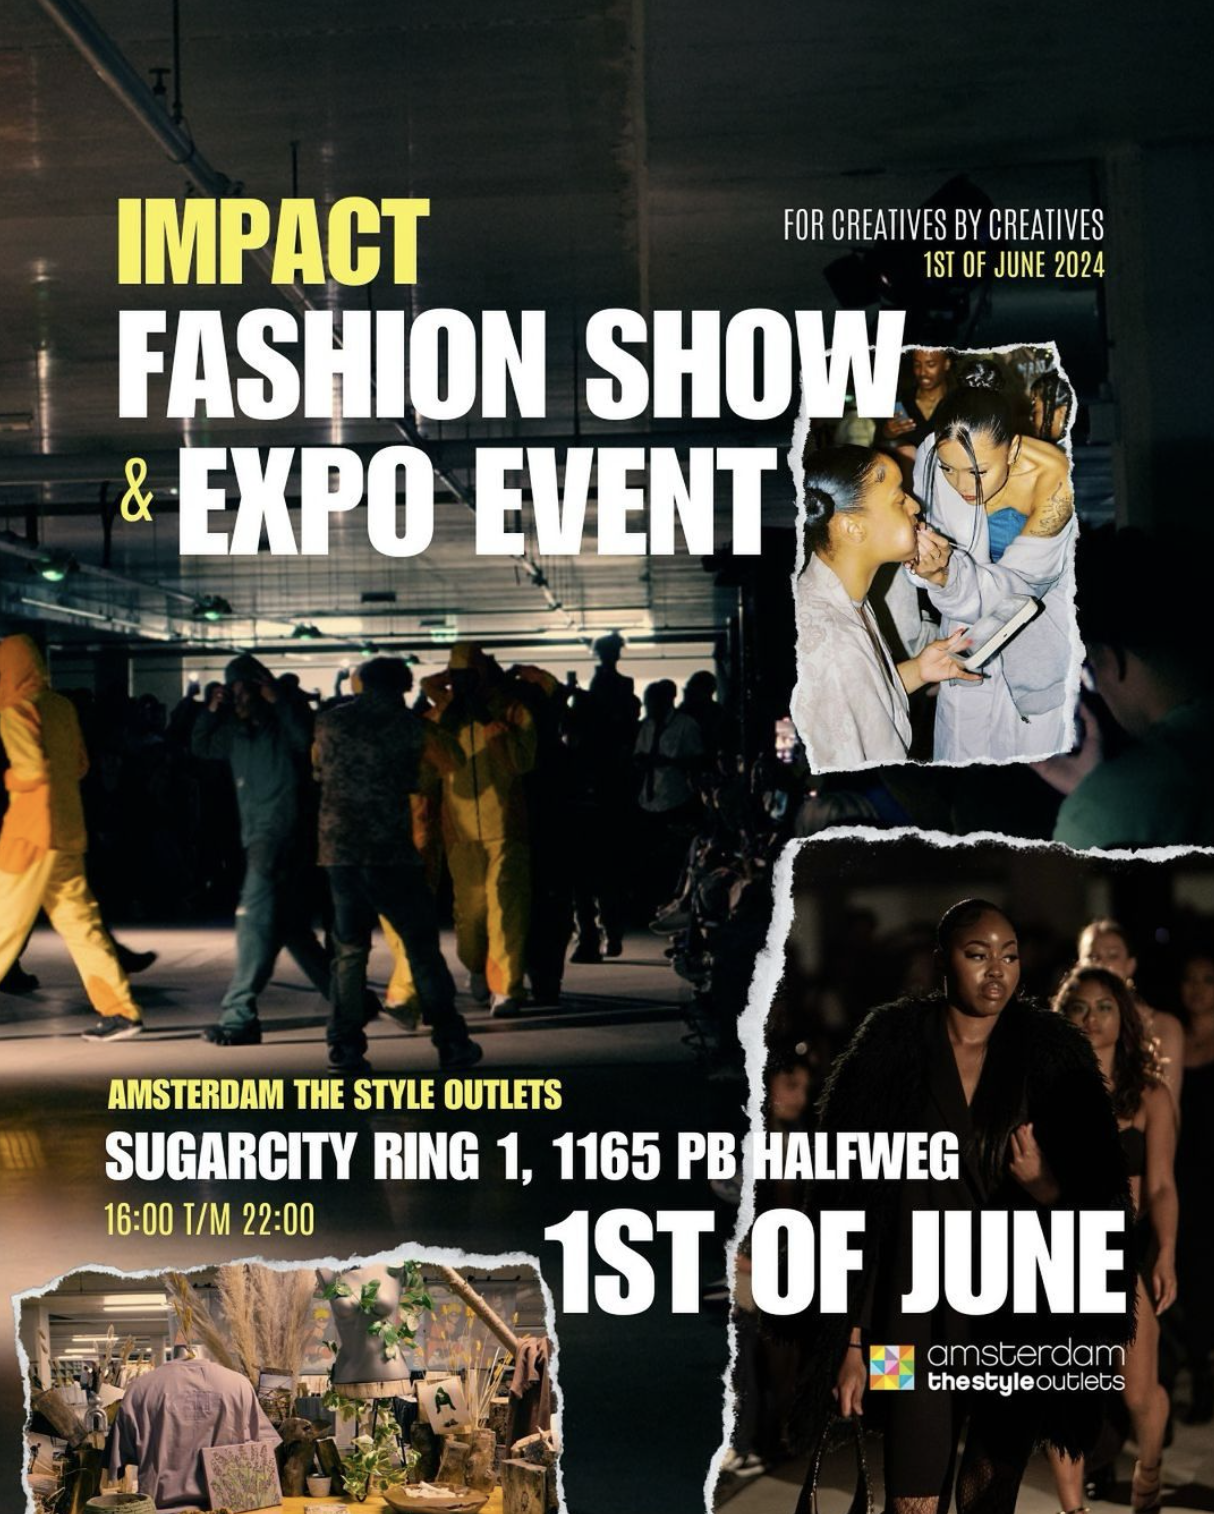 IMPACT
FOR CREATIVES BY CREATIVES
1ST OF JUNE 2024
FASHION SHOW
& EXPO EVENT
AMSTERDAM THE STYLE OUTLETS
SUGARCITY RING 1, 1165 PB HALFWEG
16:00 T/M 22:00
1ST OF JUNE
amsterdam
thestyleoutlets